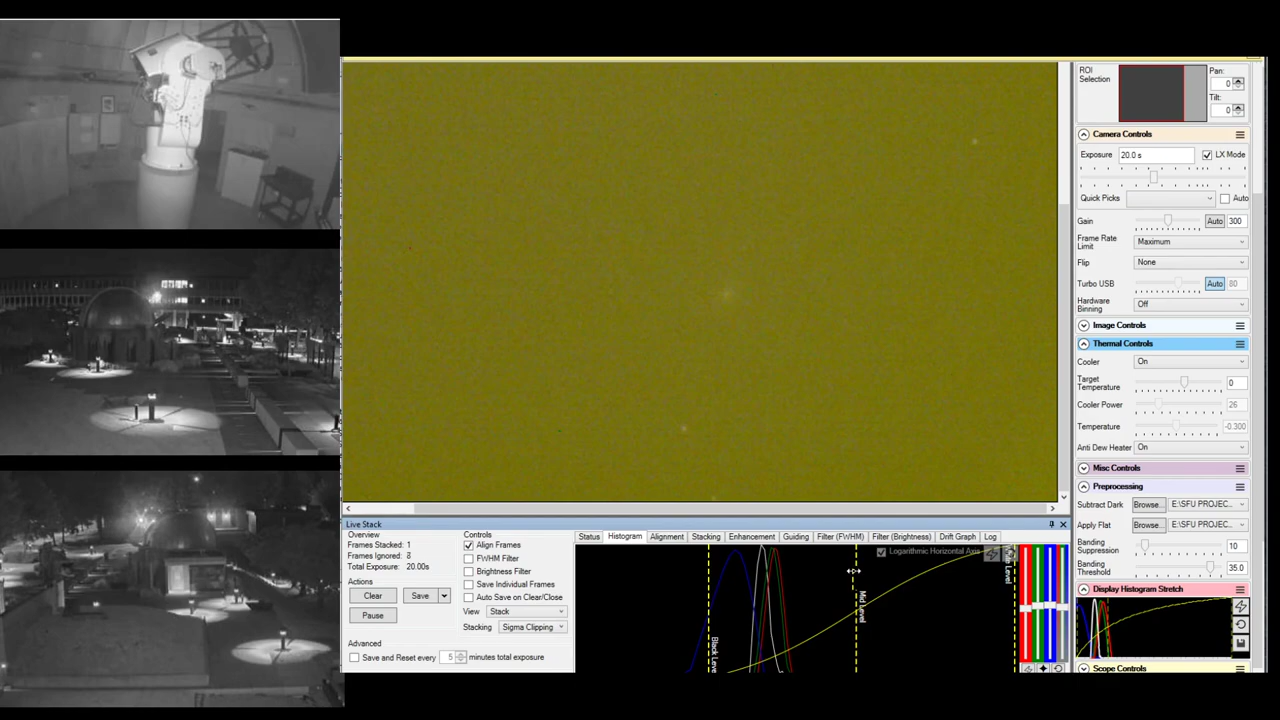 ROI Selection
Pan:
0
Tilt:
0
Camera Controls
Exposure 20.0 s LX Mode
Quick Picks Auto
Gain Auto 300
Frame Rate Limit Maximum
Flip None
Turbo USB Auto 80
Hardware Binning Off
Image Controls
Thermal Controls
Cooler On
Target Temperature 0
Cooler Power 26
Temperature -0.300
Anti Dew Heater On
Misc Controls
Preprocessing
Subtract Dark Browse... E:\SFU PROJEC...
Apply Flat Browse... E:\SFU PROJEC...
Banding Suppression 10
Banding Threshold 35.0
Display Histogram Stretch
Scope Controls
Live Stack
Overview
Frames Stacked: 1
Frames Ignored:
Total Exposure: 20.00s
Actions
Clear Save
Pause
Advanced
Save and Reset every 5 minutes total exposure
Controls
Align Frames
FWHM Filter
Brightness Filter
Save Individual Frames
Auto Save on Clear/Close
View Stack
Stacking Sigma Clipping
Status Histogram Alignment Stacking Enhancement Guiding Filter (FWHM) Filter (Brightness) Drift Graph Log
Logarithmic Horizontal Axis
Black Level
Mid Level
Level